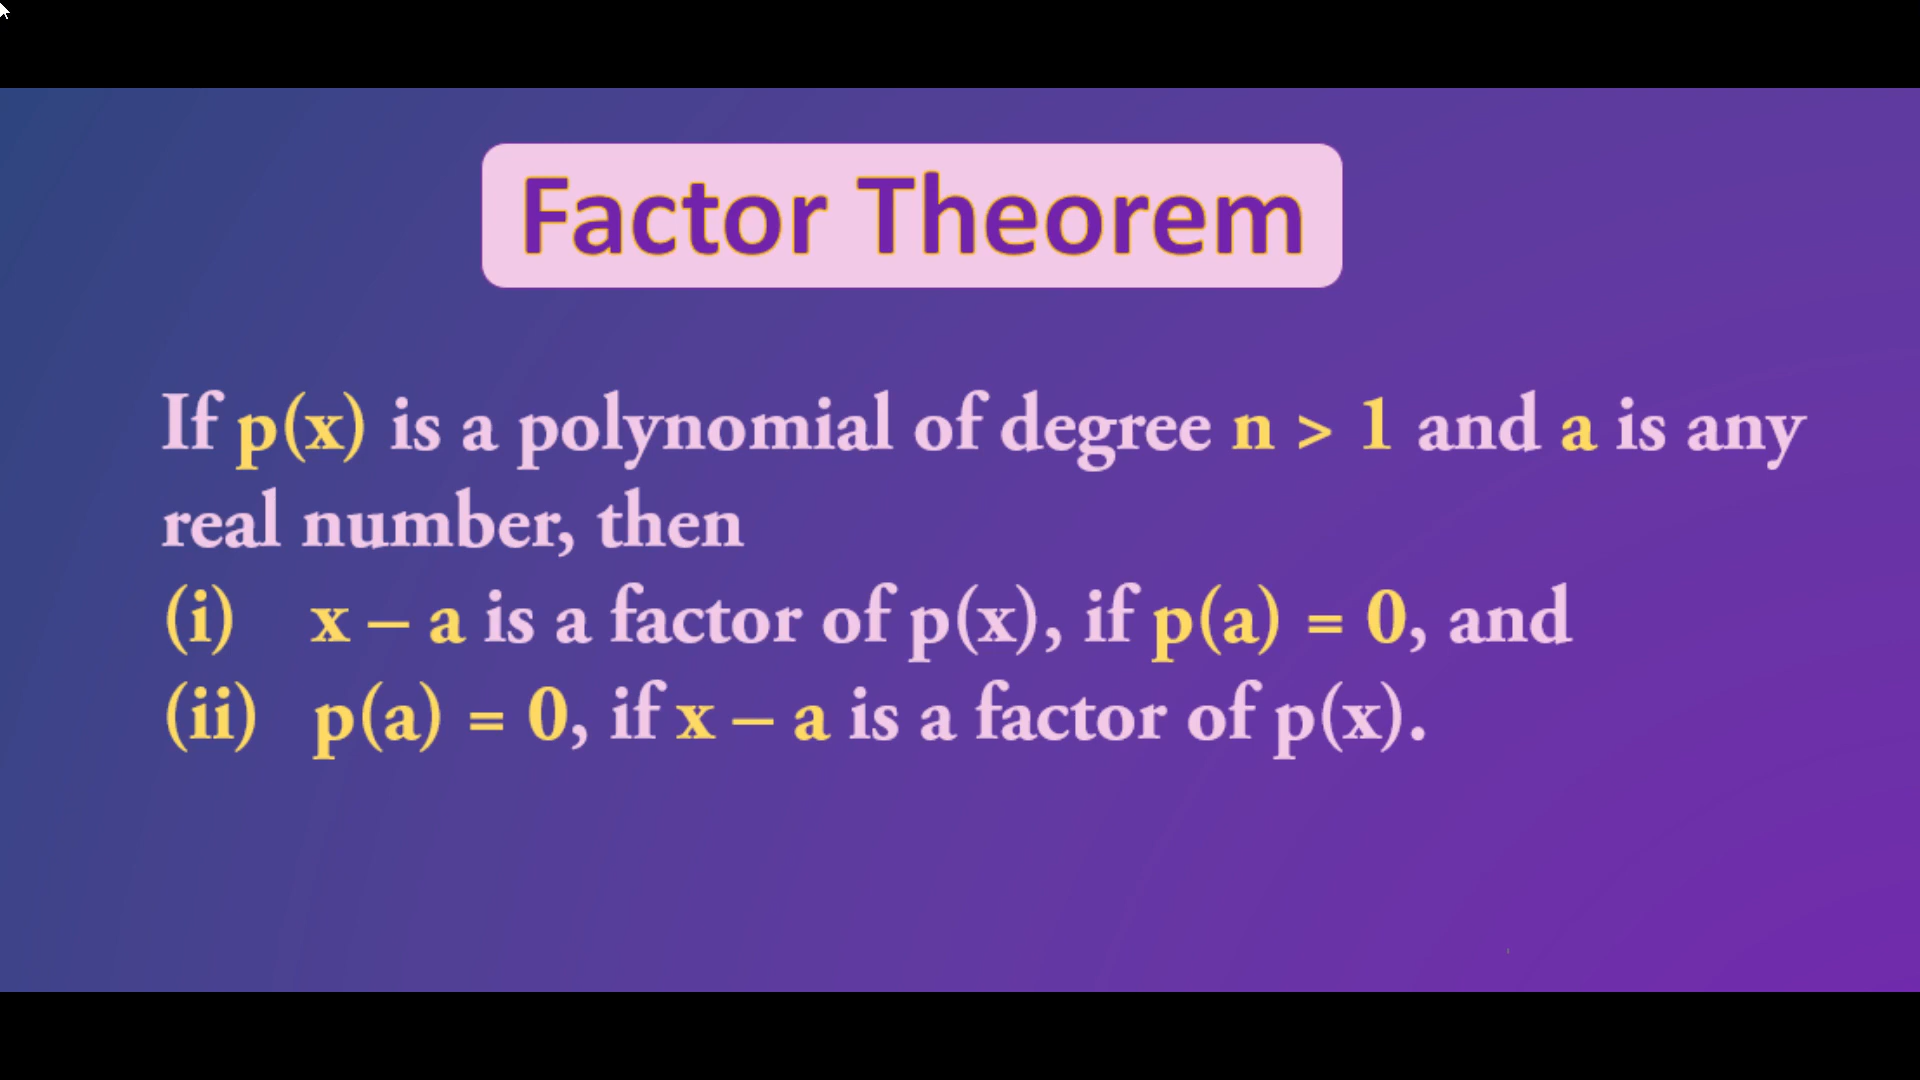 Factor Theorem
If p(x) is a polynomial of degree n > 1 and a is any
real number, then
(i) x – a is a factor of p(x), if p(a) = 0, and
(ii) p(a) = 0, if x – a is a factor of p(x).